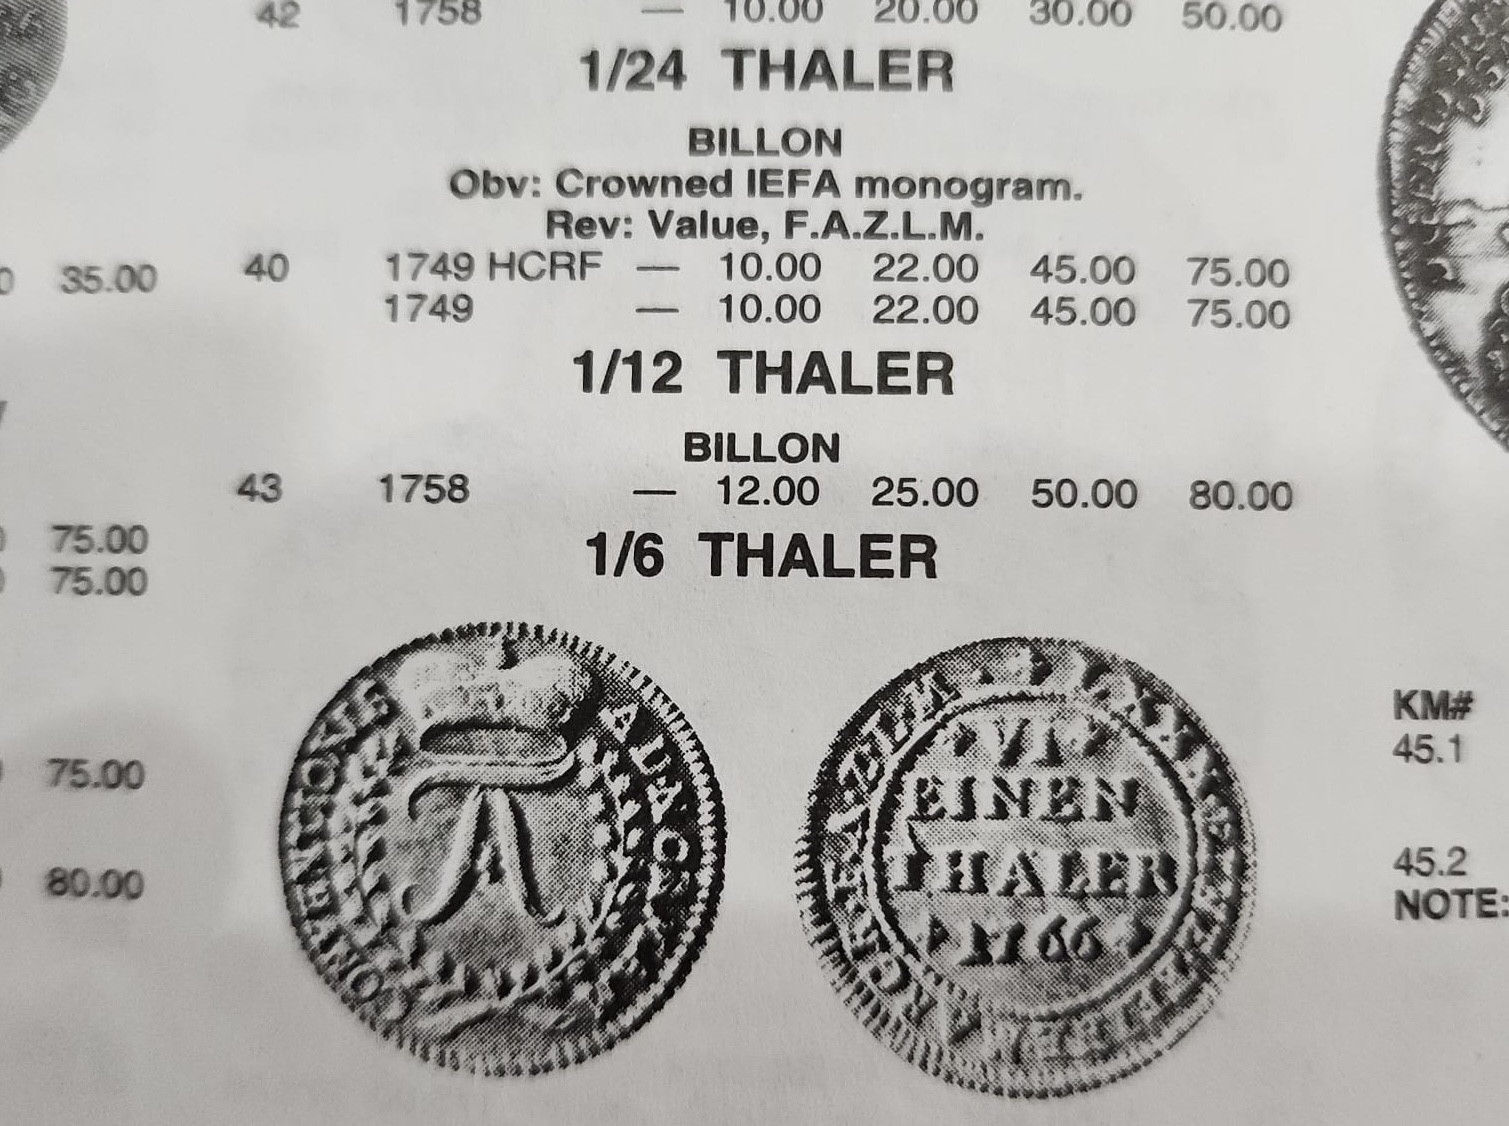 42 1758 — 10.00 20.00 30.00 50.00
1/24 THALER
BILLON
Obv: Crowned IEFA monogram.
Rev: Value, F.A.Z.L.M.
40 1749 HCRF — 10.00 22.00 45.00 75.00
1749 — 10.00 22.00 45.00 75.00
1/12 THALER
BILLON
43 1758 — 12.00 25.00 50.00 80.00
1/6 THALER
35.00
75.00
75.00
75.00
80.00
VI
EINEN
THALER
1766
KM#
45.1
45.2
NOTE: